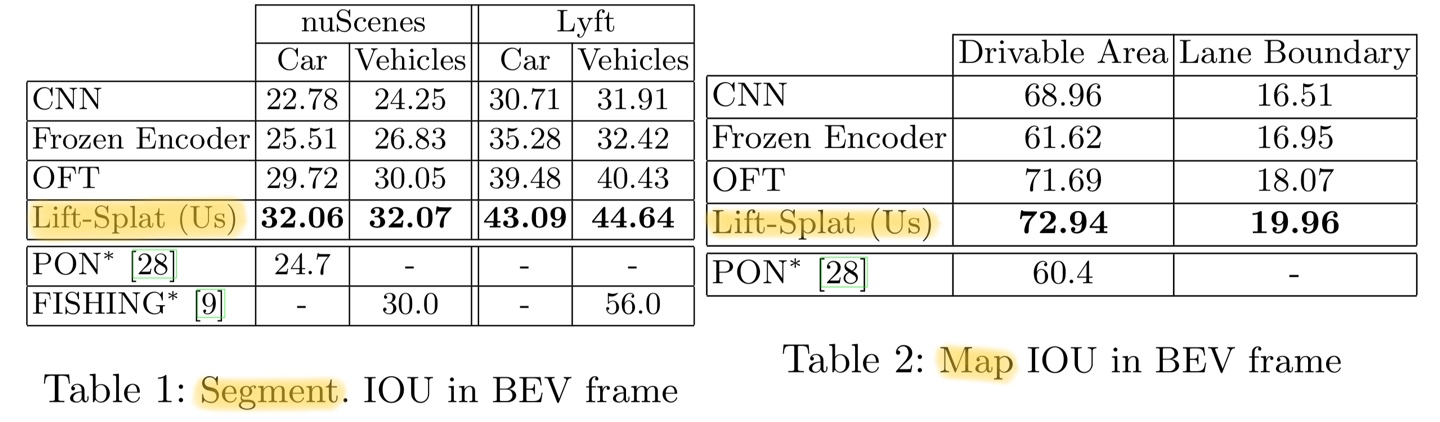 nuScenes Lyft
Car Vehicles Car Vehicles
CNN 22.78 24.25 30.71 31.91
Frozen Encoder 25.51 26.83 35.28 32.42
OFT 29.72 30.05 39.48 40.43
Lift-Splat (Us) 32.06 32.07 43.09 44.64
PON* [28] 24.7 - - -
FISHING* [9] - 30.0 - 56.0
Table 1: Segment. IOU in BEV frame
Drivable Area Lane Boundary
CNN 68.96 16.51
Frozen Encoder 61.62 16.95
OFT 71.69 18.07
Lift-Splat (Us) 72.94 19.96
PON* [28] 60.4 -
Table 2: Map IOU in BEV frame